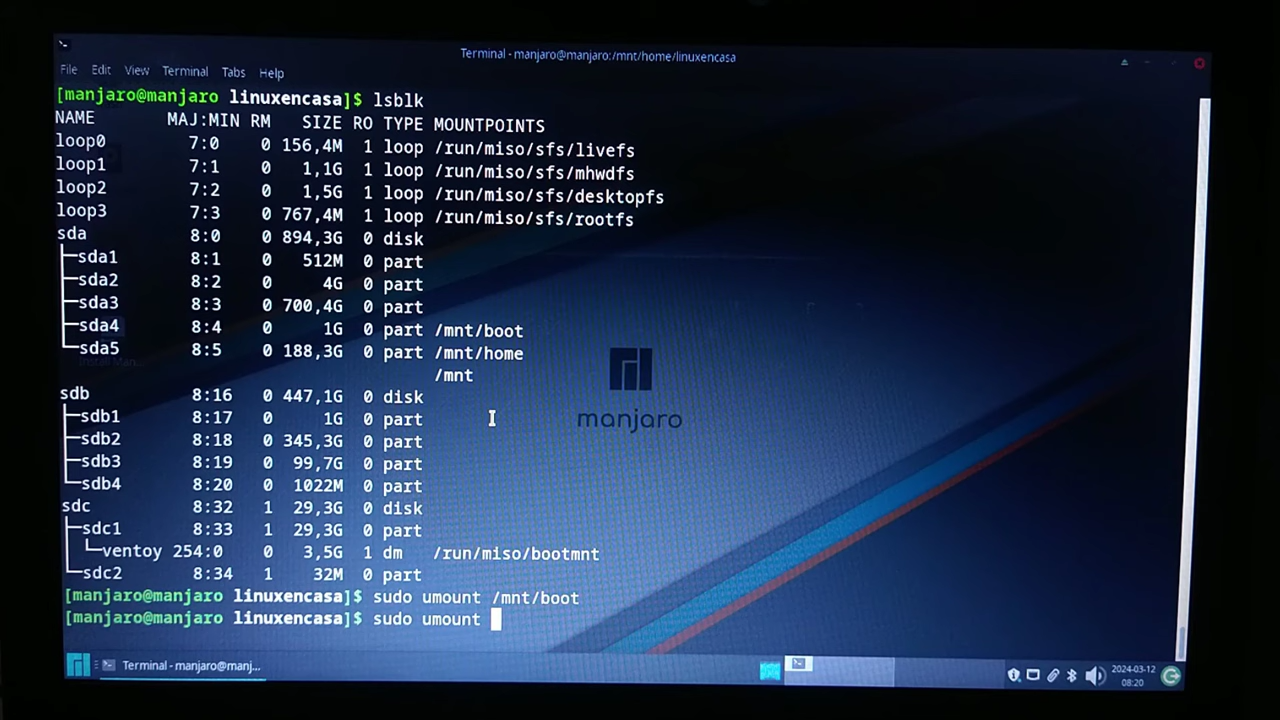 Terminal - manjaro@manjaro:/mnt/home/linuxencasa
File Edit View Terminal Tabs Help
[manjaro@manjaro linuxencasa]$ lsblk
NAME MAJ:MIN RM SIZE RO TYPE MOUNTPOINTS
loop0 7:0 0 156,4M 1 loop /run/miso/sfs/livefs
loop1 7:1 0 1,1G 1 loop /run/miso/sfs/mhwdfs
loop2 7:2 0 1,5G 1 loop /run/miso/sfs/desktopfs
loop3 7:3 0 767,4M 1 loop /run/miso/sfs/rootfs
sda 8:0 0 894,3G 0 disk
├─sda1 8:1 0 512M 0 part
├─sda2 8:2 0 4G 0 part
├─sda3 8:3 0 700,4G 0 part
├─sda4 8:4 0 1G 0 part /mnt/boot
└─sda5 8:5 0 188,3G 0 part /mnt/home
/mnt
sdb 8:16 0 447,1G 0 disk
├─sdb1 8:17 0 1G 0 part
├─sdb2 8:18 0 345,3G 0 part
├─sdb3 8:19 0 99,7G 0 part
└─sdb4 8:20 0 1022M 0 part
sdc 8:32 1 29,3G 0 disk
├─sdc1 8:33 1 29,3G 0 part
│ └─ventoy 254:0 0 3,5G 1 dm /run/miso/bootmnt
└─sdc2 8:34 1 32M 0 part
[manjaro@manjaro linuxencasa]$ sudo umount /mnt/boot
[manjaro@manjaro linuxencasa]$ sudo umount
manjaro
Install Man...
Terminal - manjaro@manj...
2024-03-12
08:20